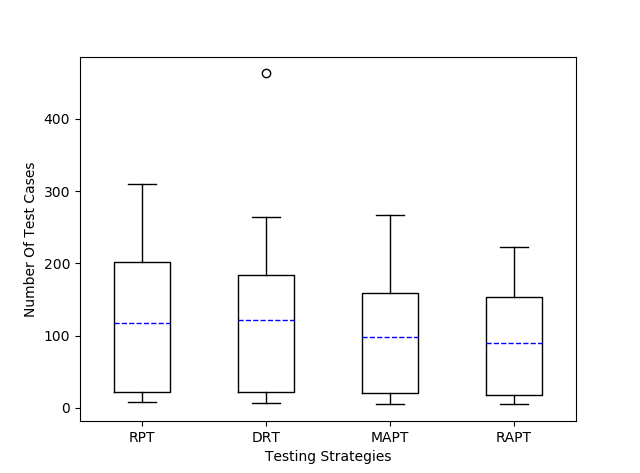 Number Of Test Cases
400
300
200
100
0
RPT DRT MAPT RAPT
Testing Strategies